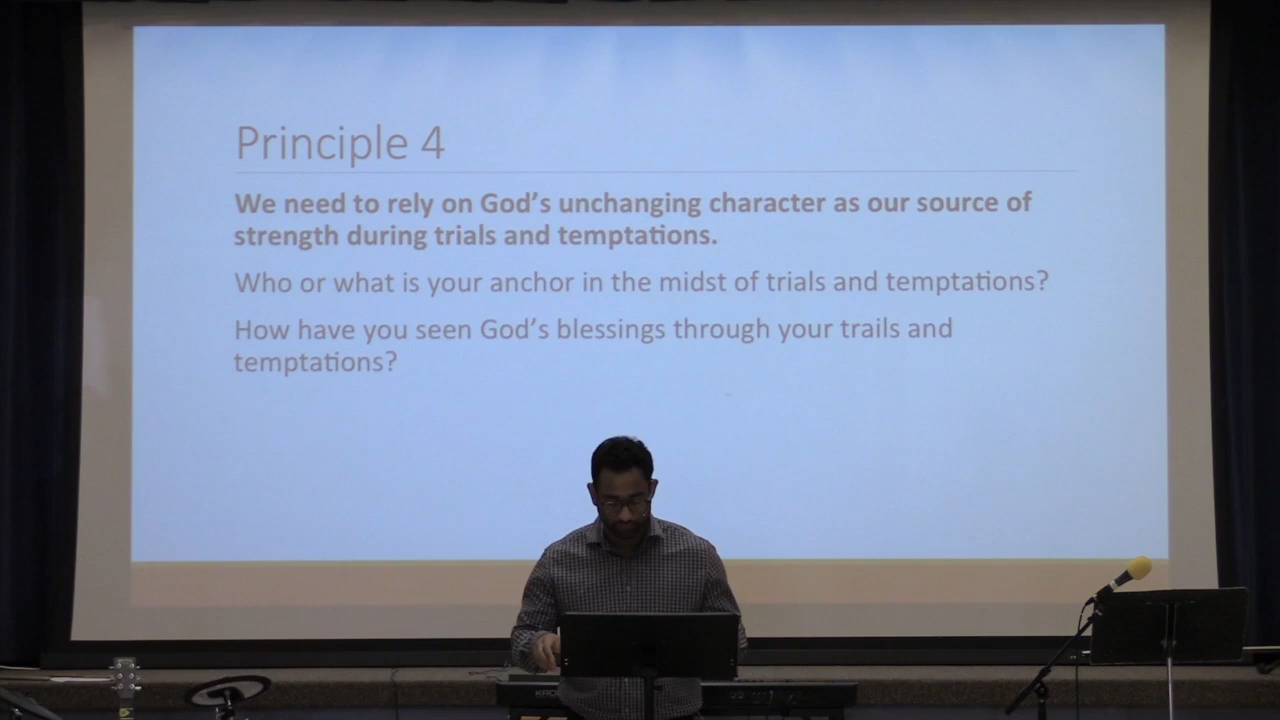 Principle 4
We need to rely on God’s unchanging character as our source of
strength during trials and temptations.
Who or what is your anchor in the midst of trials and temptations?
How have you seen God’s blessings through your trails and
temptations?